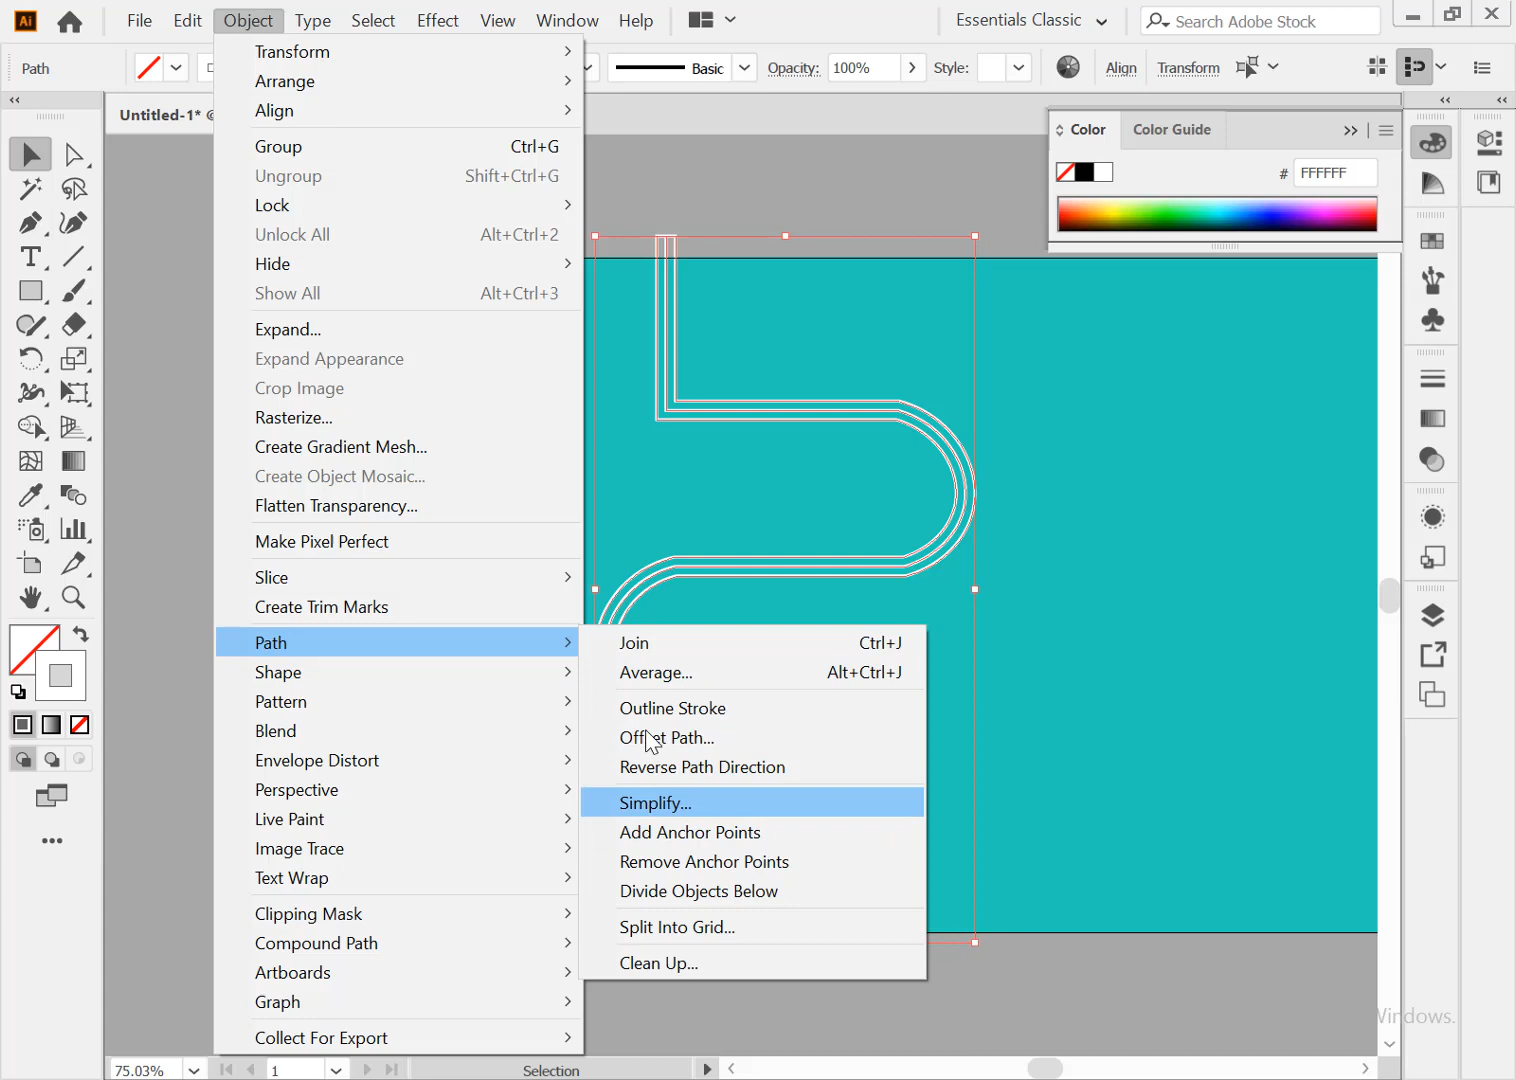 Ai File Edit Object Type Select Effect View Window Help Essentials Classic Search Adobe Stock
Path Basic Opacity: 100% Style: Align Transform
Untitled-1* @
Transform
Arrange
Align
Group Ctrl+G
Ungroup Shift+Ctrl+G
Lock
Unlock All Alt+Ctrl+2
Hide
Show All Alt+Ctrl+3
Expand...
Expand Appearance
Crop Image
Rasterize...
Create Gradient Mesh...
Create Object Mosaic...
Flatten Transparency...
Make Pixel Perfect
Slice
Create Trim Marks
Path
Shape
Pattern
Blend
Envelope Distort
Perspective
Live Paint
Image Trace
Text Wrap
Clipping Mask
Compound Path
Artboards
Graph
Collect For Export
Join Ctrl+J
Average... Alt+Ctrl+J
Outline Stroke
Offset Path...
Reverse Path Direction
Simplify...
Add Anchor Points
Remove Anchor Points
Divide Objects Below
Split Into Grid...
Clean Up...
Color Color Guide
# FFFFFF
Windows.
75.03% 1 Selection